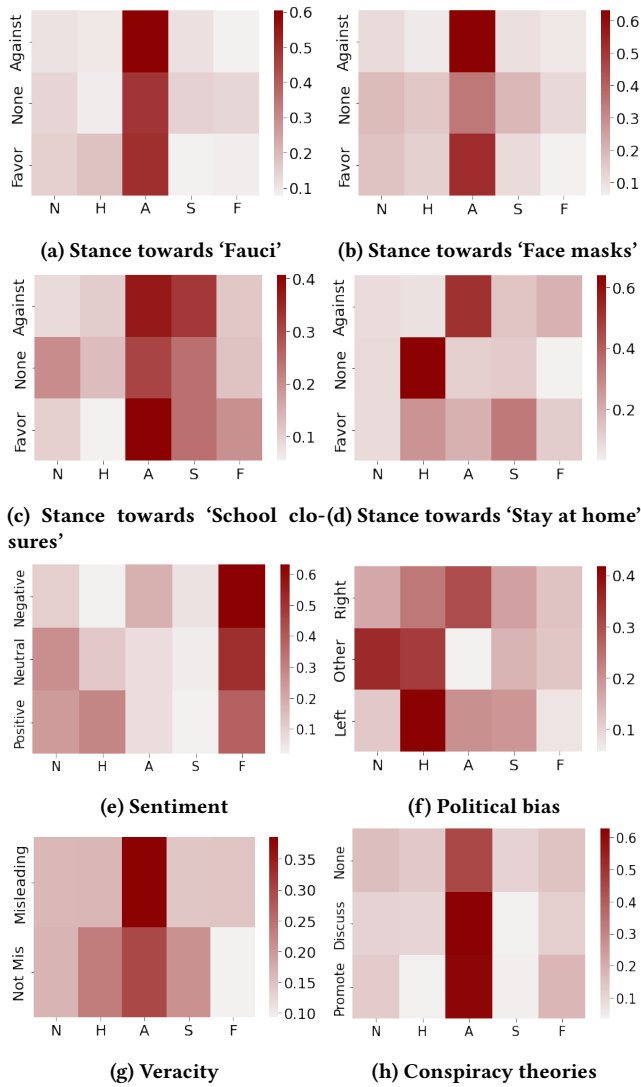 Against
None
Favor
N H A S F
0.6
0.5
0.4
0.3
0.2
0.1
(a) Stance towards ‘Fauci’
Against
None
Favor
N H A S F
0.6
0.5
0.4
0.3
0.2
0.1
(b) Stance towards ‘Face masks’
Against
None
Favor
N H A S F
0.4
0.3
0.2
0.1
(c) Stance towards ‘School clo-
sures’
Against
None
Favor
N H A S F
0.6
0.4
0.2
(d) Stance towards ‘Stay at home’
Negative
Neutral
Positive
N H A S F
0.6
0.5
0.4
0.3
0.2
0.1
(e) Sentiment
Right
Other
Left
N H A S F
0.4
0.3
0.2
0.1
(f) Political bias
Misleading
Not Mis
N H A S F
0.35
0.30
0.25
0.20
0.15
0.10
(g) Veracity
None
Discuss
Promote
N H A S F
0.6
0.5
0.4
0.3
0.2
0.1
(h) Conspiracy theories